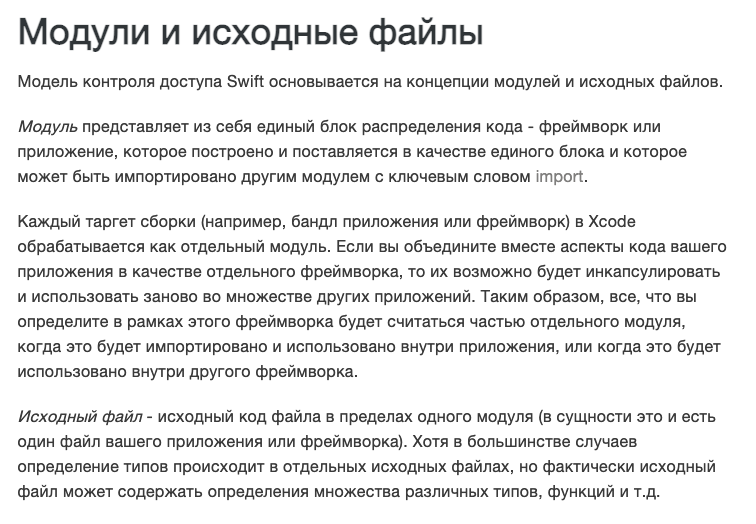 Модули и исходные файлы
Модель контроля доступа Swift основывается на концепции модулей и исходных файлов.
Модуль представляет из себя единый блок распределения кода - фреймворк или
приложение, которое построено и поставляется в качестве единого блока и которое
может быть импортировано другим модулем с ключевым словом import.
Каждый таргет сборки (например, бандл приложения или фреймворк) в Xcode
обрабатывается как отдельный модуль. Если вы объедините вместе аспекты кода вашего
приложения в качестве отдельного фреймворка, то их возможно будет инкапсулировать
и использовать заново во множестве других приложений. Таким образом, все, что вы
определите в рамках этого фреймворка будет считаться частью отдельного модуля,
когда это будет импортировано и использовано внутри приложения, или когда это будет
использовано внутри другого фреймворка.
Исходный файл - исходный код файла в пределах одного модуля (в сущности это и есть
один файл вашего приложения или фреймворка). Хотя в большинстве случаев
определение типов происходит в отдельных исходных файлах, но фактически исходный
файл может содержать определения множества различных типов, функций и т.д.